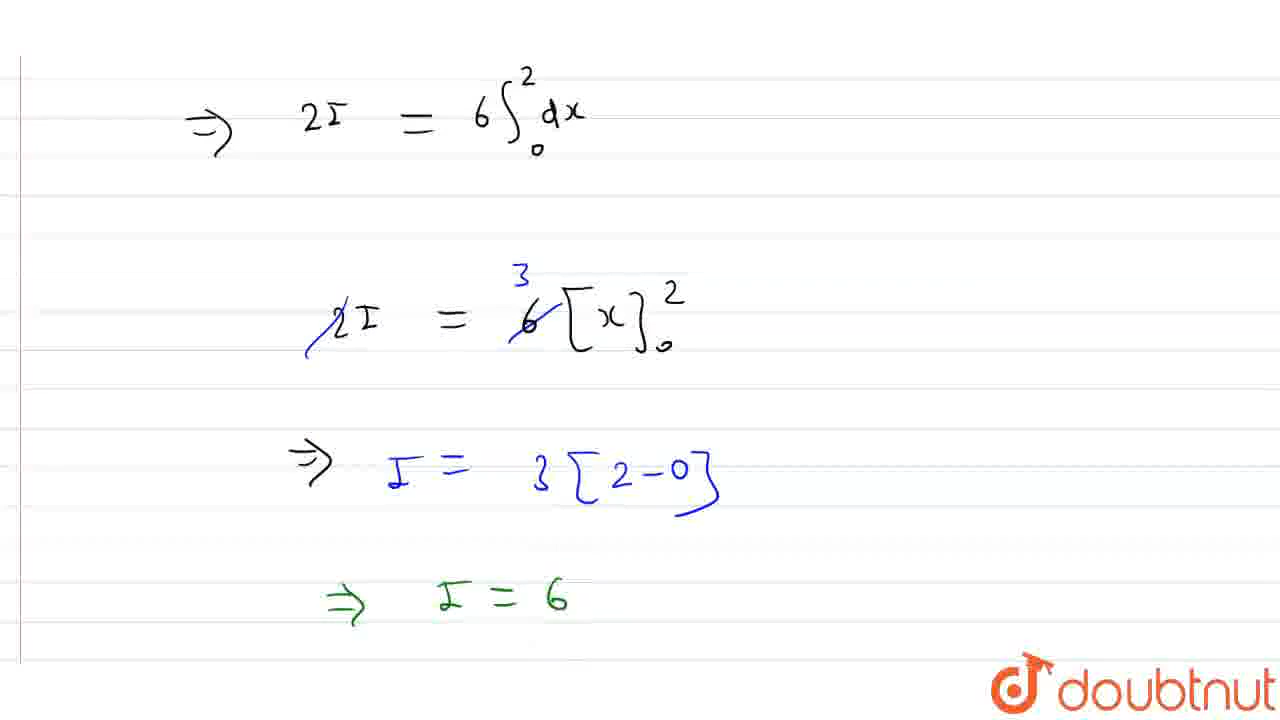 ⇒ 2I = 6∫₀² dx
2I = 6 3 [x]₀²
⇒ I = 3[2-0]
⇒ I = 6
doubtnut